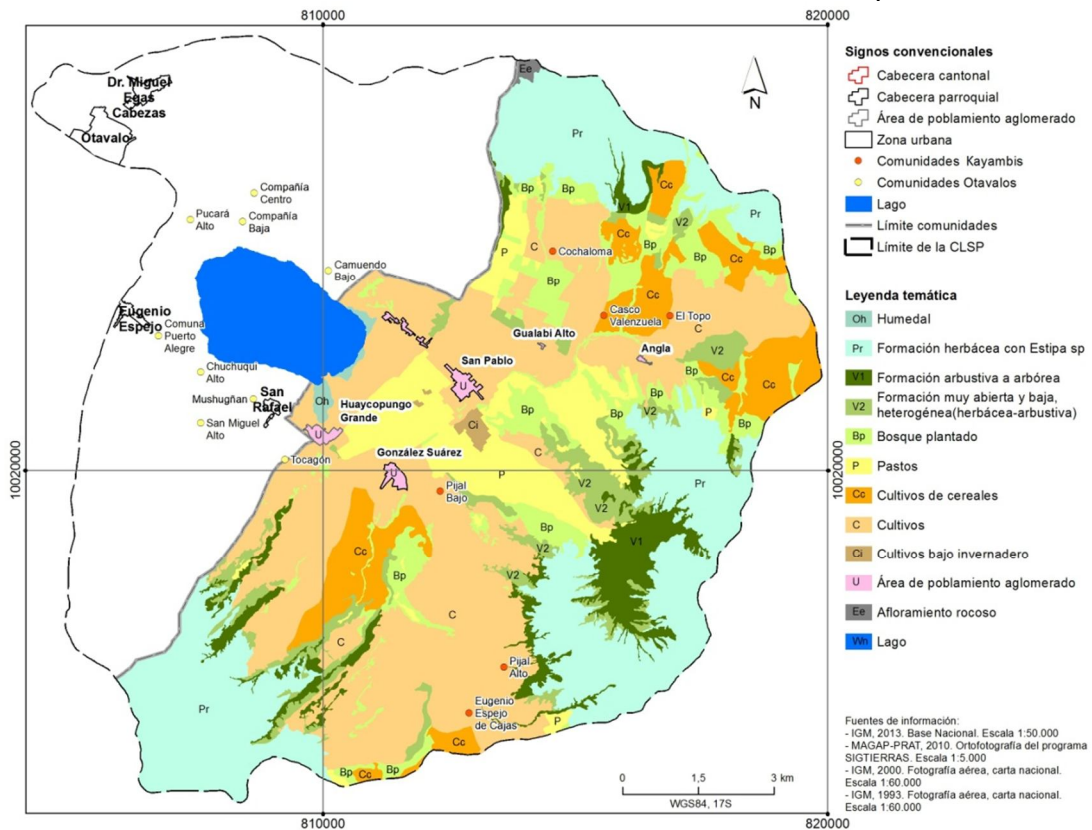 810000
820000
Dr. Miguel
Egas
Cabezas
Otavalo
Ee
N
Pr
Compañía
Centro
Pucará
Alto
Compañía
Baja
Bp
Bp
Cc
V1
V2
Pr
P
C
Cochaloma
Cc
Bp
Bp
Cc
Bp
Camuendo
Bajo
Bp
Cc
Casco
Valenzuela
El Topo
C
Eugenio
Espejo
Comuna
Puerto
Alegre
Gualabi Alto
Angla
V2
San Pablo
U
Chuchuquí
Alto
Bp
Cc
Cc
Mushugñan
San
Rafael
Oh
Huaycopungo
Grande
Bp
Bp
V2
P
San Miguel
Alto
U
Ci
C
González Suárez
Tocagón
U
P
Pijal
Bajo
V2
Pr
V2
Bp
V2
V1
Cc
Bp
V2
C
C
Pijal
Alto
Pr
Eugenio
Espejo
de Cajas
P
Cc
Bp
Cc
Bp
10020000
10020000
0 1,5 3 km
WGS84, 17S
810000
820000
Signos convencionales
Cabecera cantonal
Cabecera parroquial
Área de poblamiento aglomerado
Zona urbana
Comunidades Kayambis
Comunidades Otavalos
Lago
Límite comunidades
Límite de la CLSP
Leyenda temática
Oh Humedal
Pr Formación herbácea con Estipa sp
V1 Formación arbustiva a arbórea
V2 Formación muy abierta y baja,
heterogénea(herbácea-arbustiva)
Bp Bosque plantado
P Pastos
Cc Cultivos de cereales
C Cultivos
Ci Cultivos bajo invernadero
U Área de poblamiento aglomerado
Ee Afloramiento rocoso
Wn Lago
Fuentes de información:
- IGM, 2013. Base Nacional. Escala 1:50.000
- MAGAP-PRAT, 2010. Ortofotografía del programa
SIGTIERRAS. Escala 1:5.000
- IGM, 2000. Fotografía aérea, carta nacional.
Escala 1:60.000
- IGM, 1993. Fotografía aérea, carta nacional.
Escala 1:60.000